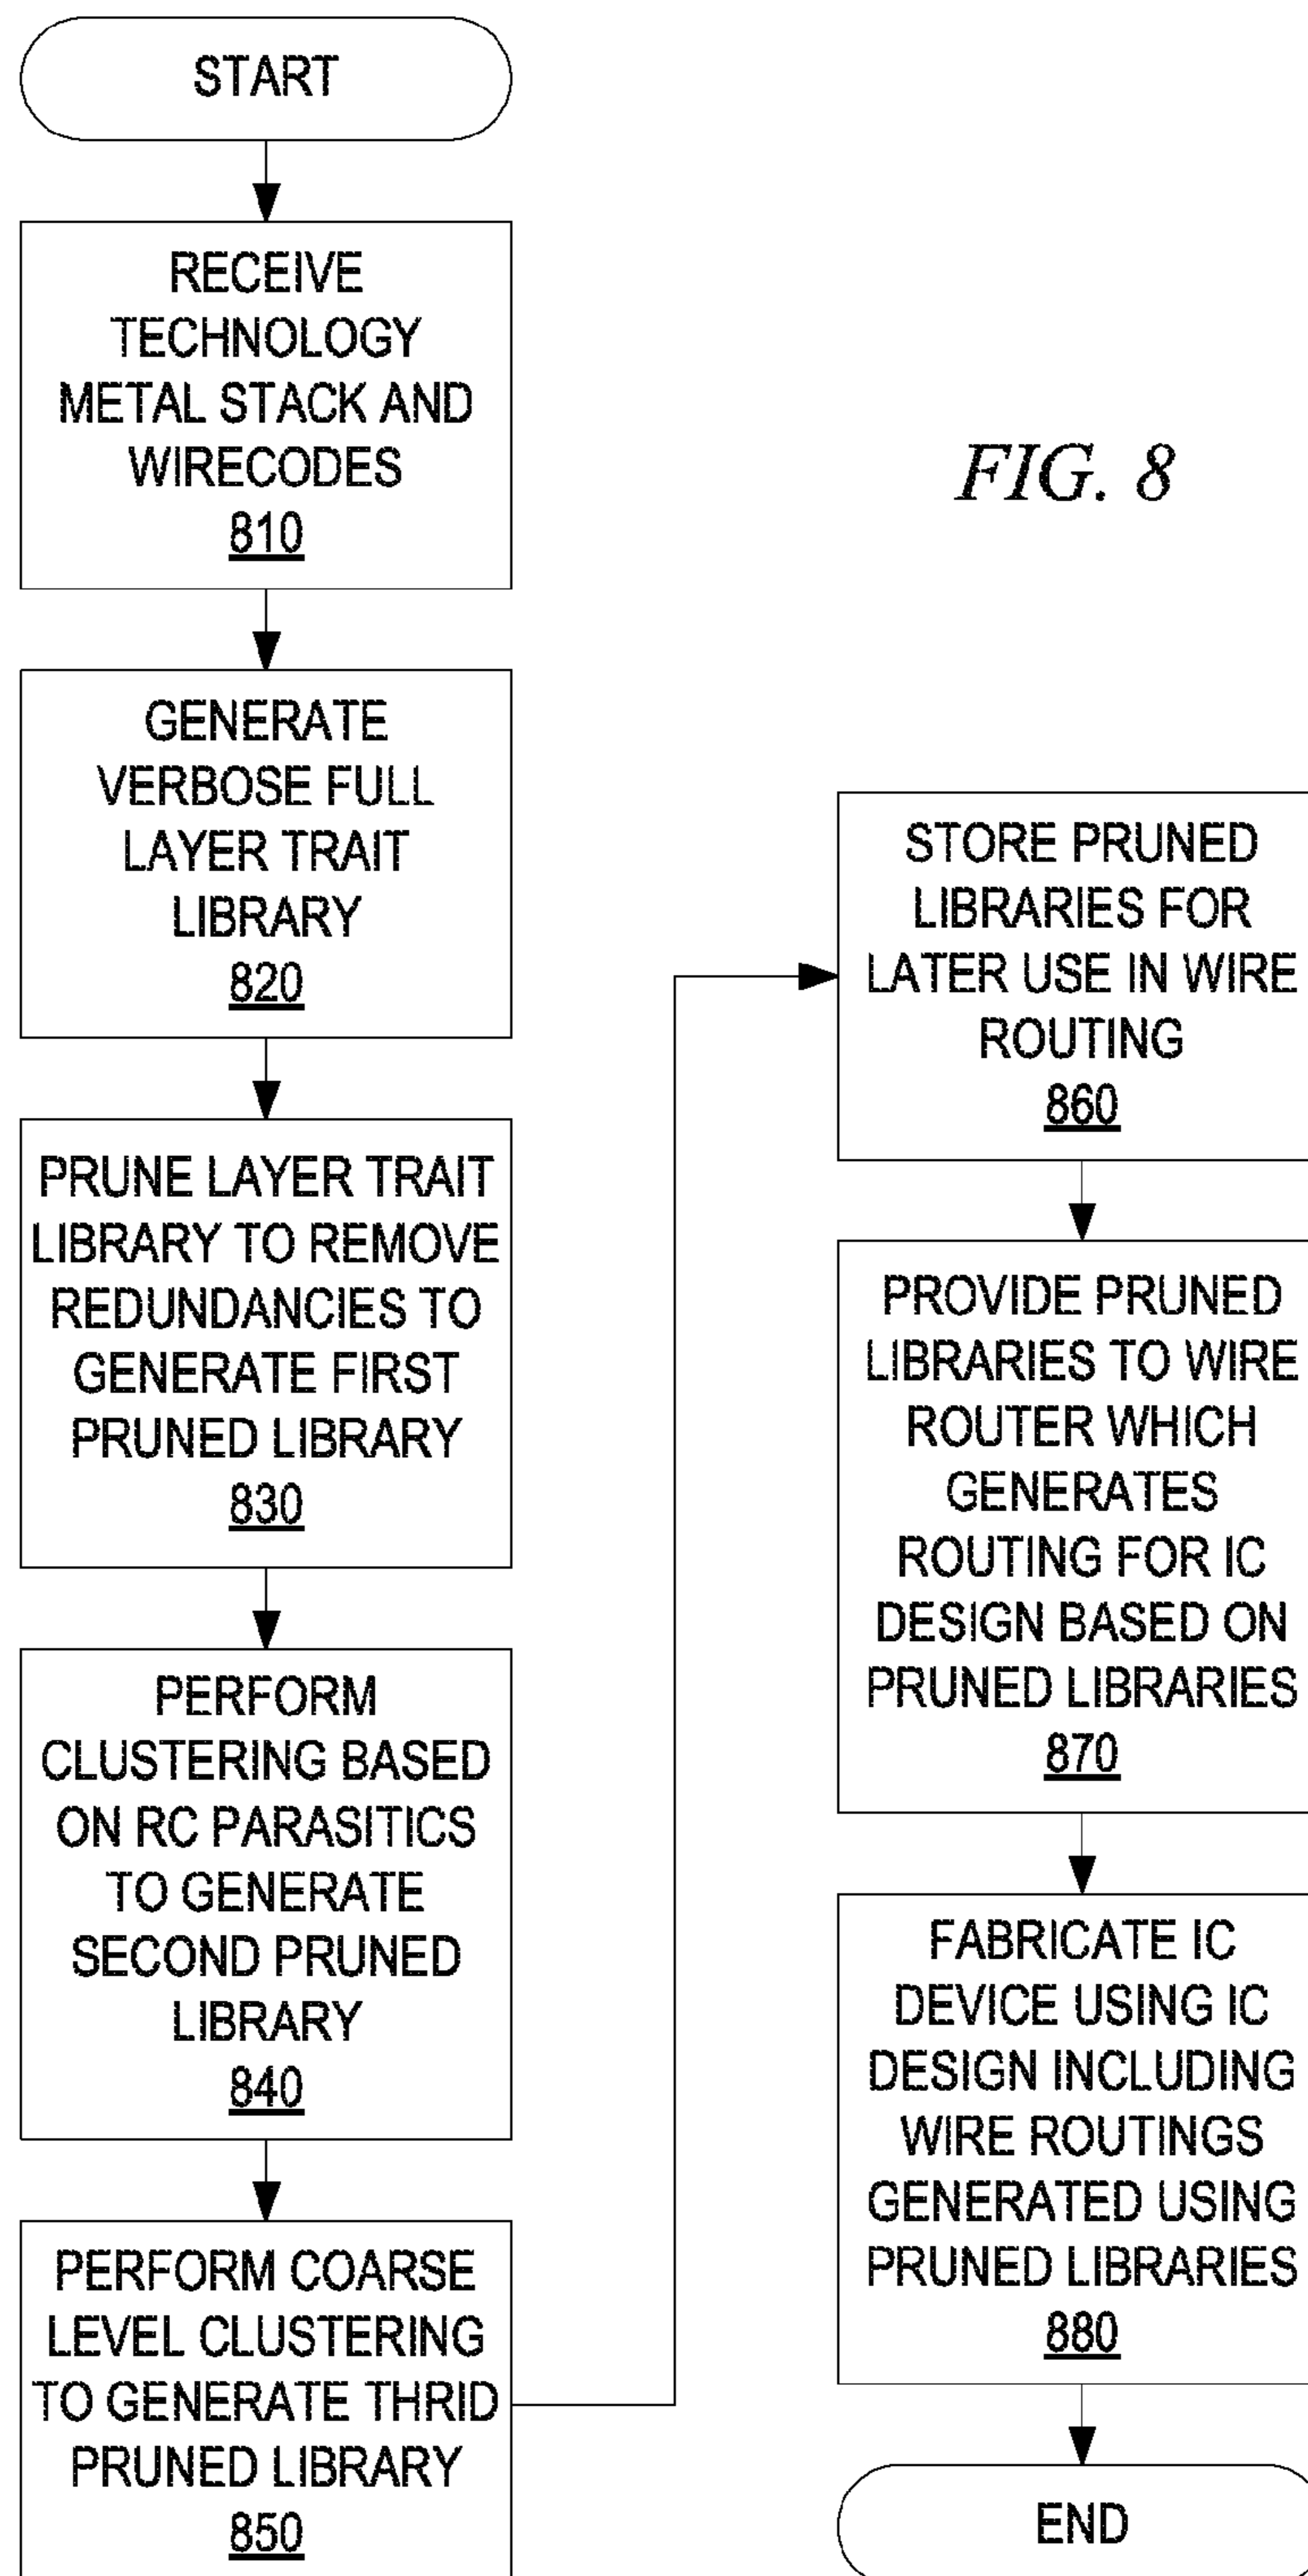 START
RECEIVE
TECHNOLOGY
METAL STACK AND
WIRECODES
810
GENERATE
VERBOSE FULL
LAYER TRAIT
LIBRARY
820
PRUNE LAYER TRAIT
LIBRARY TO REMOVE
REDUNDANCIES TO
GENERATE FIRST
PRUNED LIBRARY
830
PERFORM
CLUSTERING BASED
ON RC PARASITICS
TO GENERATE
SECOND PRUNED
LIBRARY
840
PERFORM COARSE
LEVEL CLUSTERING
TO GENERATE THRID
PRUNED LIBRARY
850
FIG. 8
STORE PRUNED
LIBRARIES FOR
LATER USE IN WIRE
ROUTING
860
PROVIDE PRUNED
LIBRARIES TO WIRE
ROUTER WHICH
GENERATES
ROUTING FOR IC
DESIGN BASED ON
PRUNED LIBRARIES
870
FABRICATE IC
DEVICE USING IC
DESIGN INCLUDING
WIRE ROUTINGS
GENERATED USING
PRUNED LIBRARIES
880
END